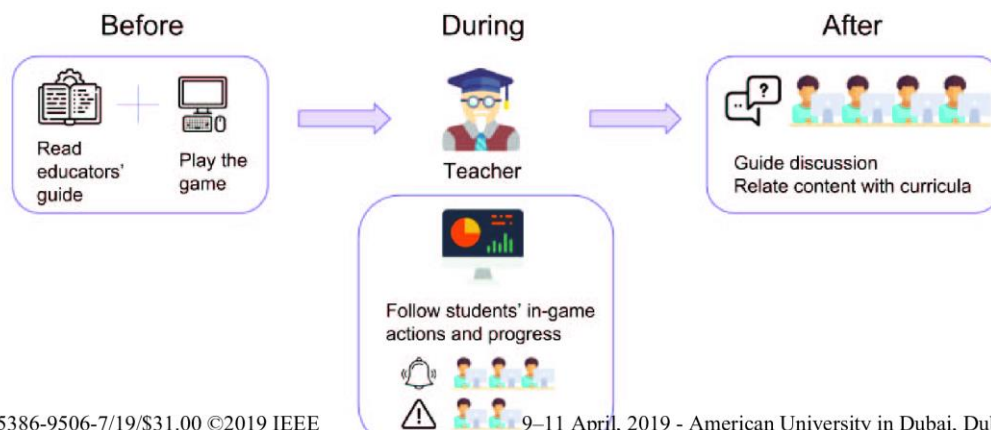 Before
During
After
Read
educators'
guide
Play the
game
Teacher
Guide discussion
Relate content with curricula
Follow students' in-game
actions and progress
5386-9506-7/19/$31.00 ©2019 IEEE
9–11 April, 2019 - American University in Dubai,